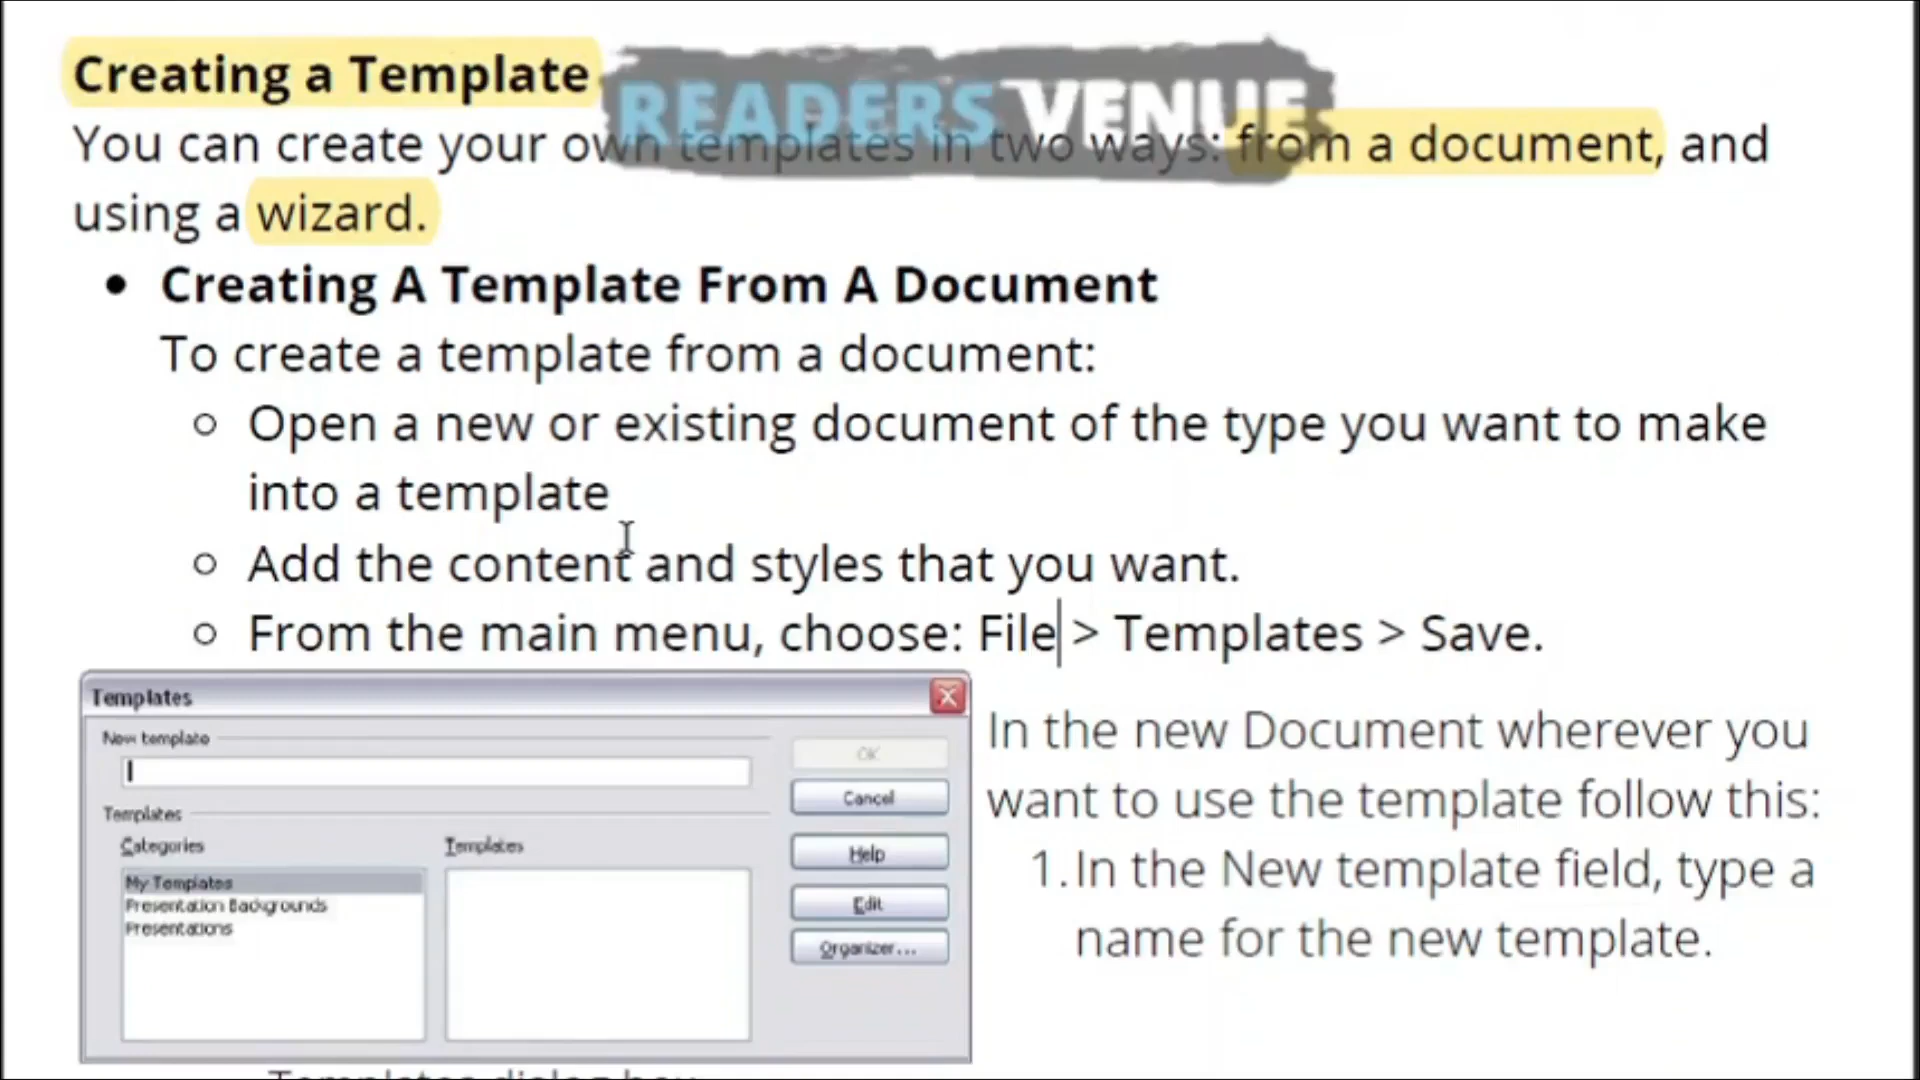 Creating a Template
READERS VENUE
You can create your own templates in two ways: from a document, and
using a wizard.
• Creating A Template From A Document
To create a template from a document:
○ Open a new or existing document of the type you want to make
into a template
○ Add the content and styles that you want.
○ From the main menu, choose: File > Templates > Save.
Templates
New template
OK
Cancel
Templates
Categories
Templates
Help
My Templates
Presentation Backgrounds
Presentations
Edit
Organizer...
In the new Document wherever you
want to use the template follow this:
1. In the New template field, type a
name for the new template.
Templates dialog box